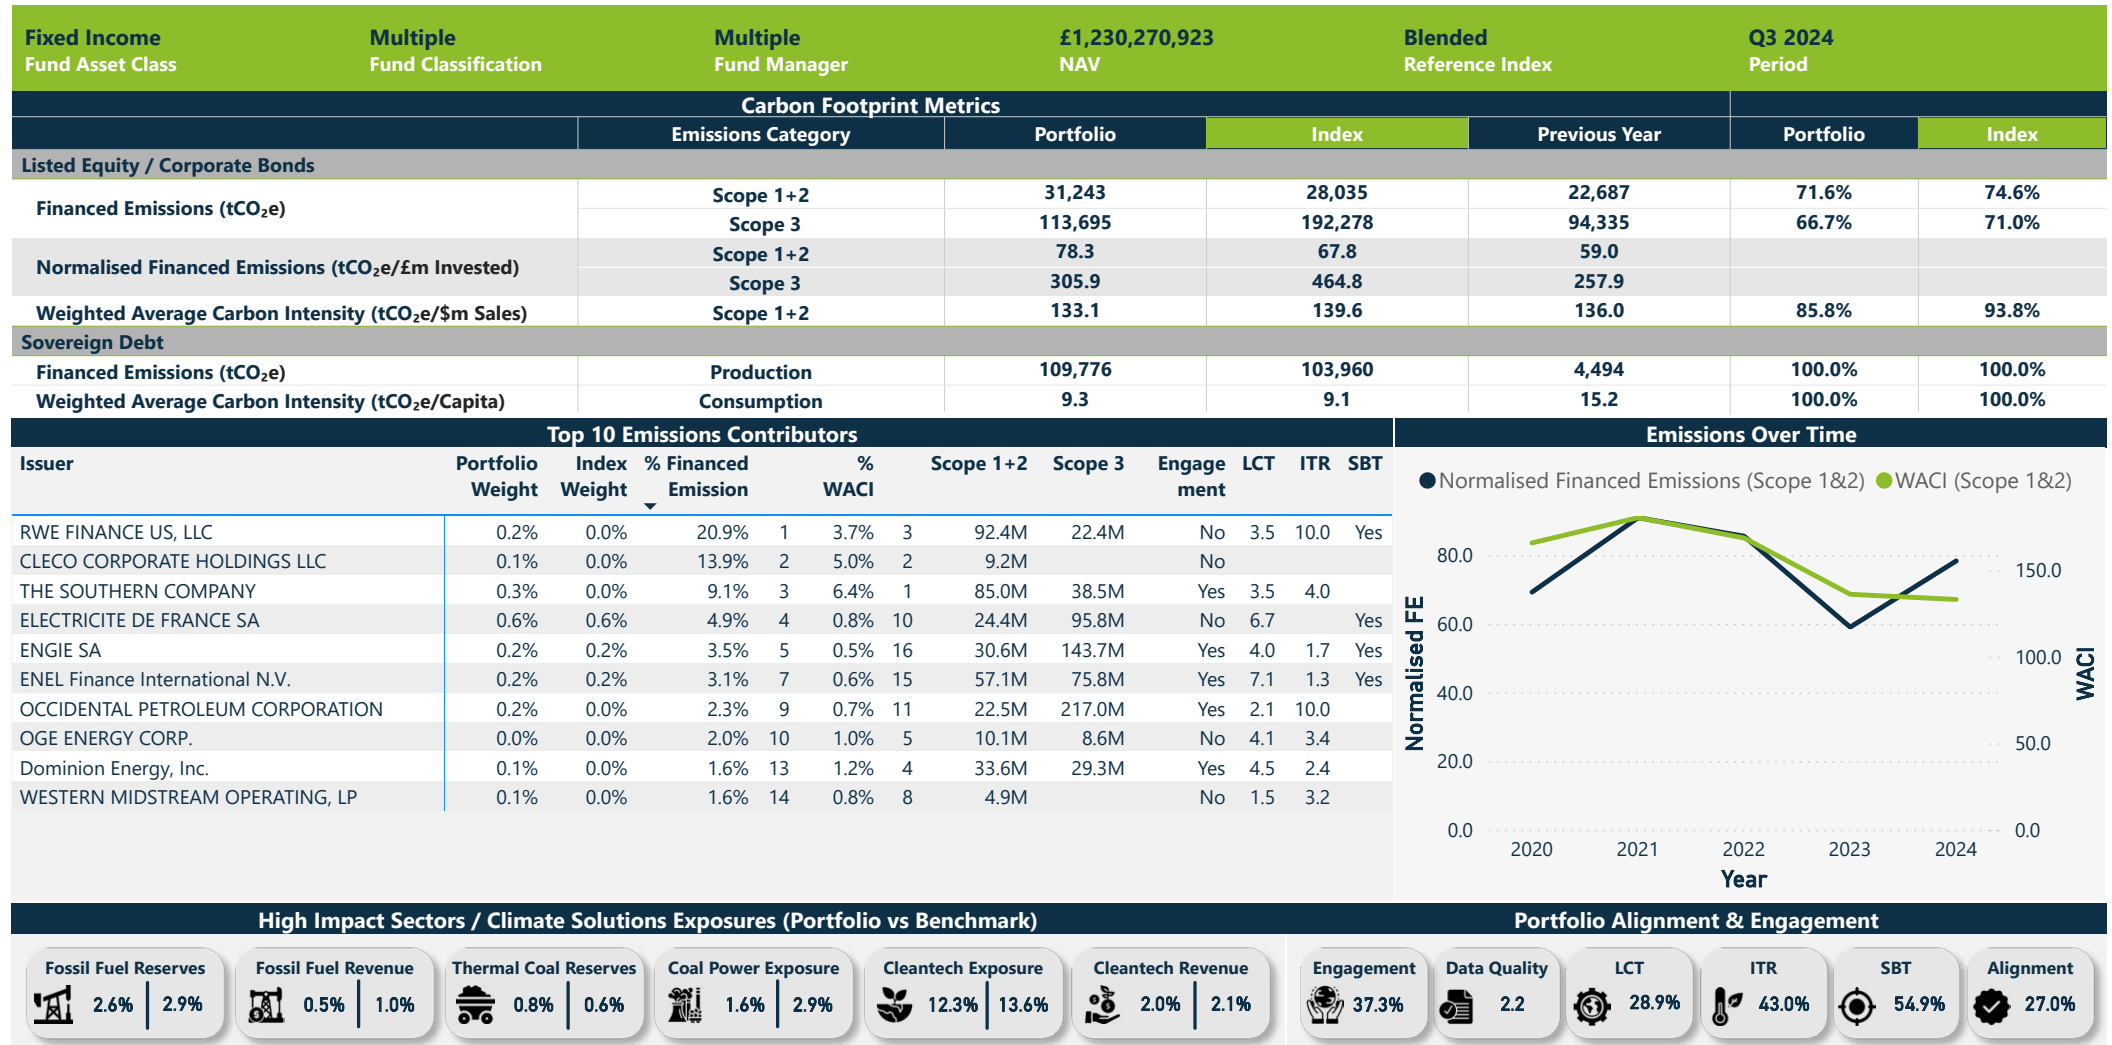 Fixed Income Multiple Multiple £1,230,270,923 Blended Q3 2024
Fund Asset Class Fund Classification Fund Manager NAV Reference Index Period
Carbon Footprint Metrics
Emissions Category Portfolio Index Previous Year Portfolio Index
Listed Equity / Corporate Bonds
Financed Emissions (tCO₂e) Scope 1+2 31,243 28,035 22,687 71.6% 74.6%
Scope 3 113,695 192,278 94,335 66.7% 71.0%
Normalised Financed Emissions (tCO₂e/£m Invested) Scope 1+2 78.3 67.8 59.0
Scope 3 305.9 464.8 257.9
Weighted Average Carbon Intensity (tCO₂e/$m Sales) Scope 1+2 133.1 139.6 136.0 85.8% 93.8%
Sovereign Debt
Financed Emissions (tCO₂e) Production 109,776 103,960 4,494 100.0% 100.0%
Weighted Average Carbon Intensity (tCO₂e/Capita) Consumption 9.3 9.1 15.2 100.0% 100.0%
Top 10 Emissions Contributors
Issuer Portfolio Index % Financed % Scope 1+2 Scope 3 Engage LCT ITR SBT
Weight Weight Emission WACI ment
RWE FINANCE US, LLC 0.2% 0.0% 20.9% 1 3.7% 3 92.4M 22.4M No 3.5 10.0 Yes
CLECO CORPORATE HOLDINGS LLC 0.1% 0.0% 13.9% 2 5.0% 2 9.2M No
THE SOUTHERN COMPANY 0.3% 0.0% 9.1% 3 6.4% 1 85.0M 38.5M Yes 3.5 4.0
ELECTRICITE DE FRANCE SA 0.6% 0.6% 4.9% 4 0.8% 10 24.4M 95.8M No 6.7 Yes
ENGIE SA 0.2% 0.2% 3.5% 5 0.5% 16 30.6M 143.7M Yes 4.0 1.7 Yes
ENEL Finance International N.V. 0.2% 0.2% 3.1% 7 0.6% 15 57.1M 75.8M Yes 7.1 1.3 Yes
OCCIDENTAL PETROLEUM CORPORATION 0.2% 0.0% 2.3% 9 0.7% 11 22.5M 217.0M Yes 2.1 10.0
OGE ENERGY CORP. 0.0% 0.0% 2.0% 10 1.0% 5 10.1M 8.6M No 4.1 3.4
Dominion Energy, Inc. 0.1% 0.0% 1.6% 13 1.2% 4 33.6M 29.3M Yes 4.5 2.4
WESTERN MIDSTREAM OPERATING, LP 0.1% 0.0% 1.6% 14 0.8% 8 4.9M No 1.5 3.2
Emissions Over Time
Normalised Financed Emissions (Scope 1&2) WACI (Scope 1&2)
Normalised FE
80.0
60.0
40.0
20.0
0.0
150.0
100.0
50.0
0.0
WACI
2020 2021 2022 2023 2024
Year
High Impact Sectors / Climate Solutions Exposures (Portfolio vs Benchmark)
Fossil Fuel Reserves
2.6% 2.9%
Fossil Fuel Revenue
0.5% 1.0%
Thermal Coal Reserves
0.8% 0.6%
Coal Power Exposure
1.6% 2.9%
Cleantech Exposure
12.3% 13.6%
Cleantech Revenue
2.0% 2.1%
Portfolio Alignment & Engagement
Engagement
37.3%
Data Quality
2.2
LCT
28.9%
ITR
43.0%
SBT
54.9%
Alignment
27.0%